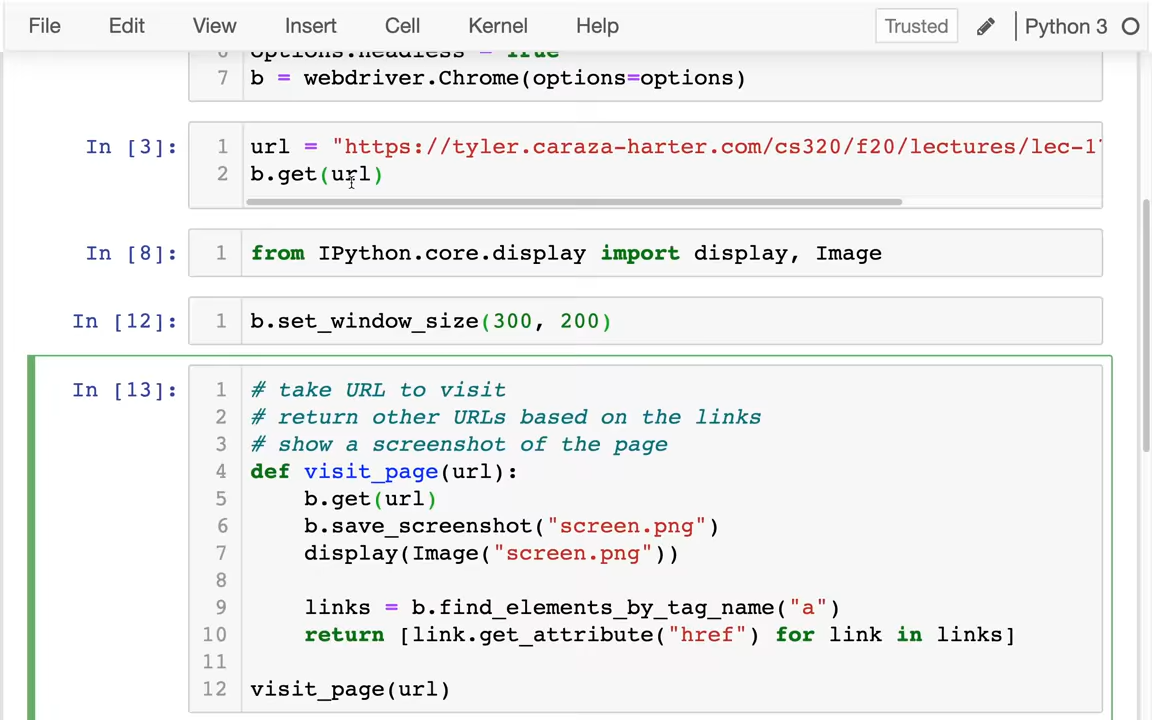 File Edit View Insert Cell Kernel Help Trusted Python 3
6 options.headless = True
7 b = webdriver.Chrome(options=options)
In [3]: 1 url = "https://tyler.caraza-harter.com/cs320/f20/lectures/lec-1
2 b.get(url)
In [8]: 1 from IPython.core.display import display, Image
In [12]: 1 b.set_window_size(300, 200)
In [13]: 1 # take URL to visit
2 # return other URLs based on the links
3 # show a screenshot of the page
4 def visit_page(url):
5 b.get(url)
6 b.save_screenshot("screen.png")
7 display(Image("screen.png"))
8
9 links = b.find_elements_by_tag_name("a")
10 return [link.get_attribute("href") for link in links]
11
12 visit_page(url)